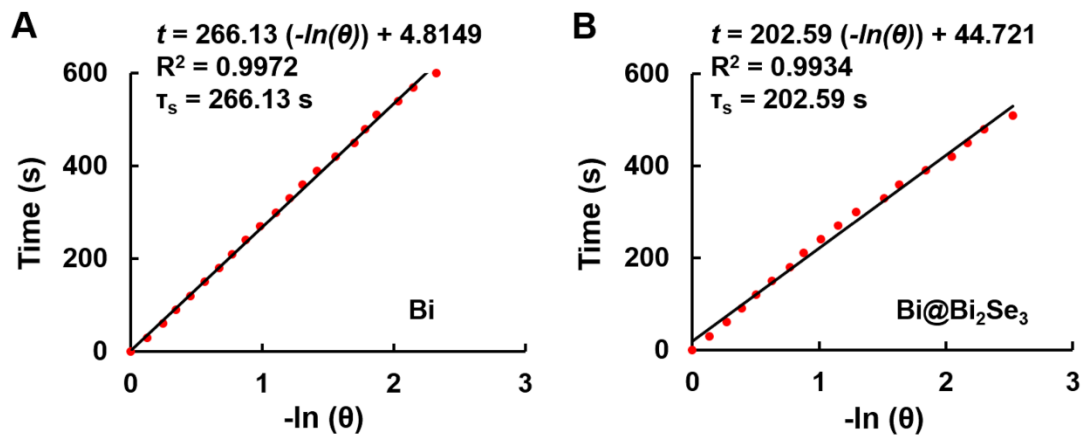 A
t = 266.13 (-ln(θ)) + 4.8149
R² = 0.9972
τₛ = 266.13 s
600
400
200
0
Time (s)
Bi
0 1 2 3
-ln (θ)
B
t = 202.59 (-ln(θ)) + 44.721
R² = 0.9934
τₛ = 202.59 s
600
400
200
0
Time (s)
Bi@Bi₂Se₃
0 1 2 3
-ln (θ)